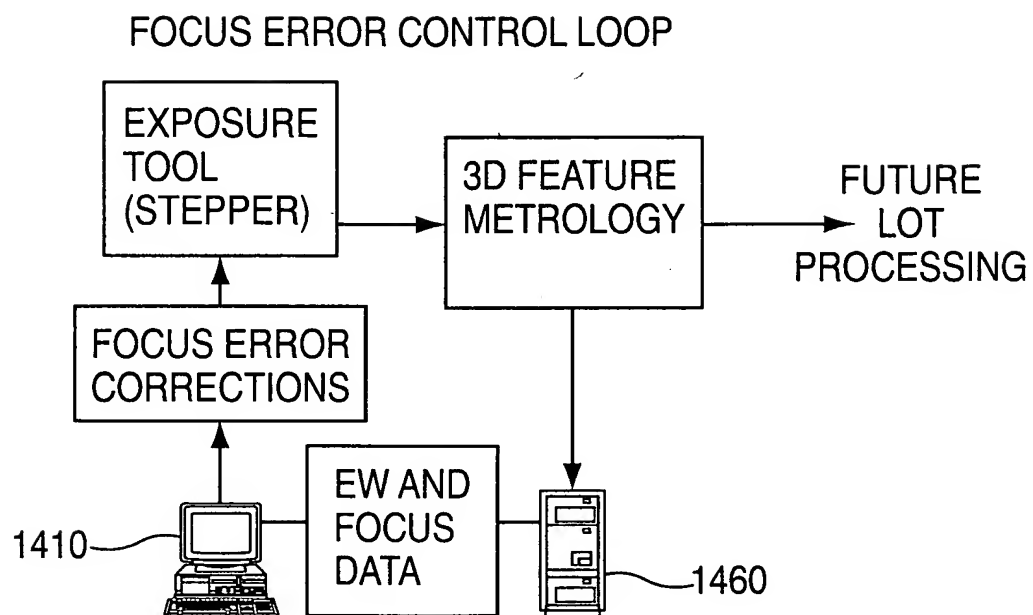 FOCUS ERROR CONTROL LOOP
EXPOSURE
TOOL
(STEPPER)
3D FEATURE
METROLOGY
FUTURE
LOT
PROCESSING
FOCUS ERROR
CORRECTIONS
EW AND
FOCUS
DATA
1410
1460